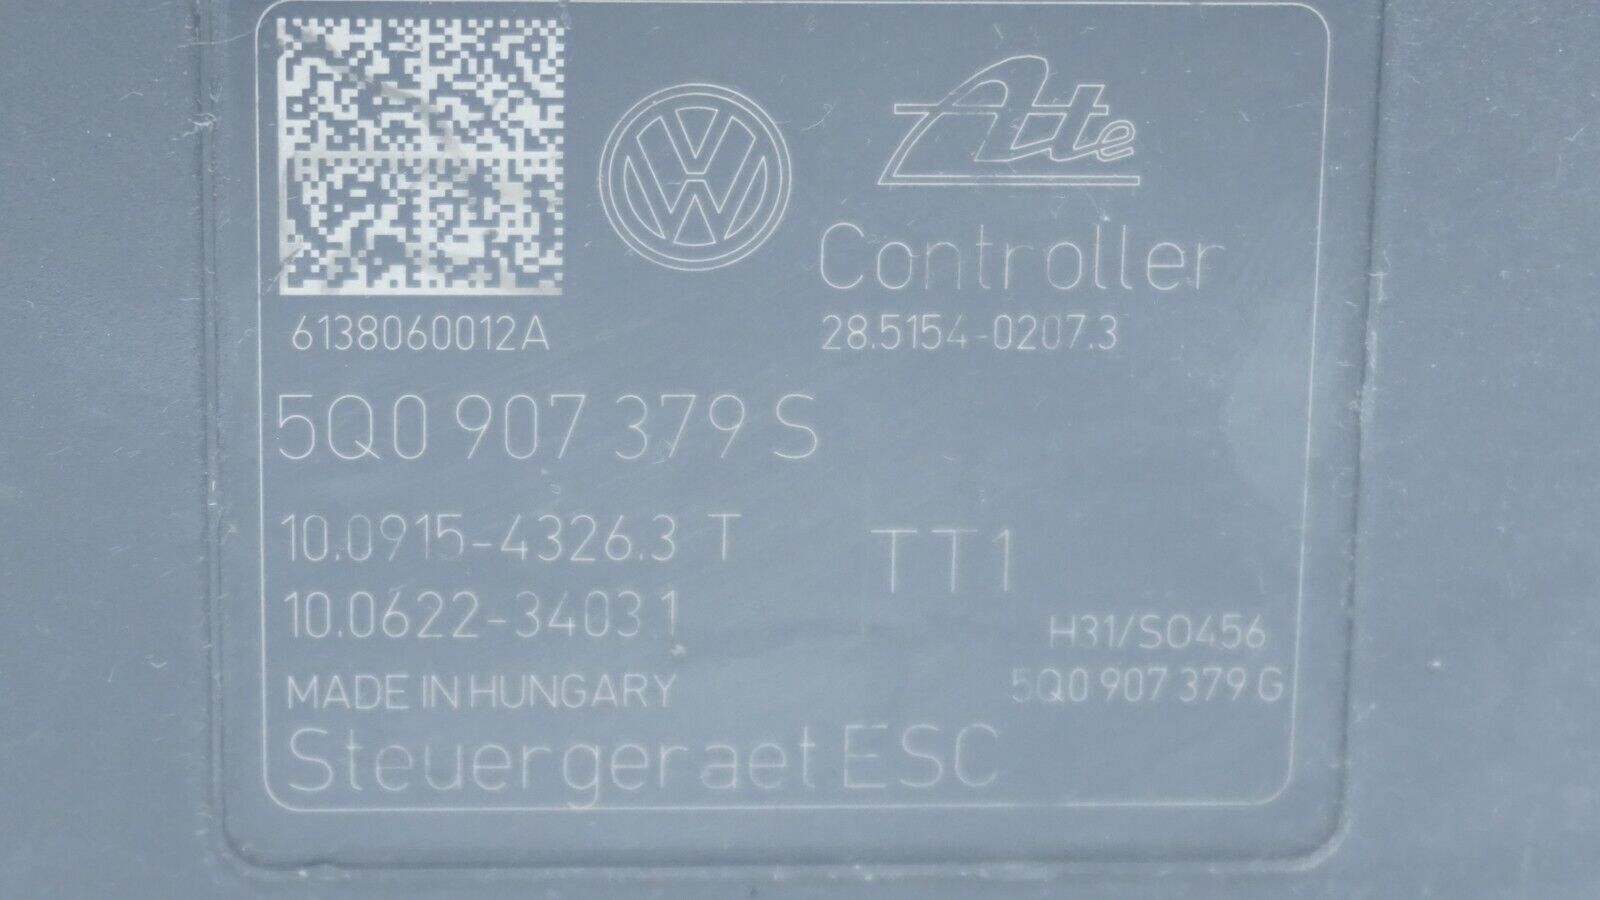 Ate
Controller
6138060012A
28.5154-0207.3
5Q0 907 379 S
10.0915-4326.3 T
TT1
10.0622-3403.1
H31/S0456
MADE IN HUNGARY
5Q0 907 379 G
Steuergeraet ESC